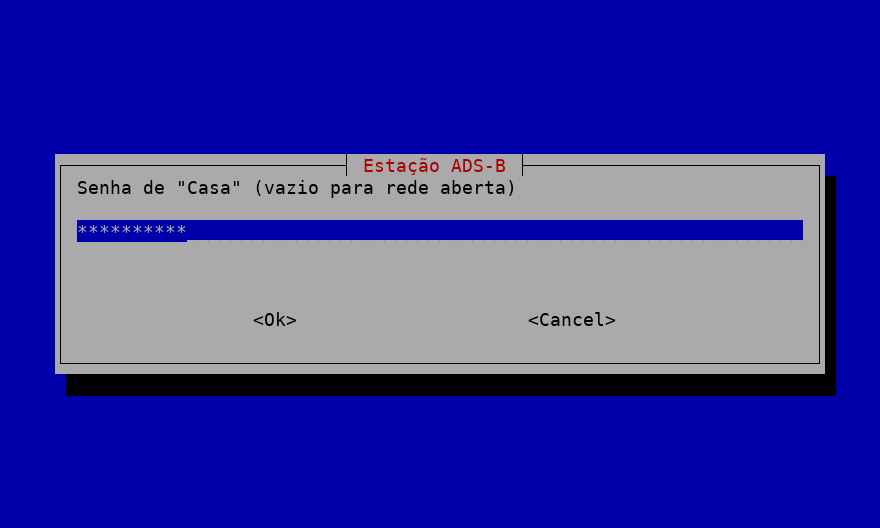 Estação ADS-B
Senha de "Casa" (vazio para rede aberta)
**********
<Ok> <Cancel>